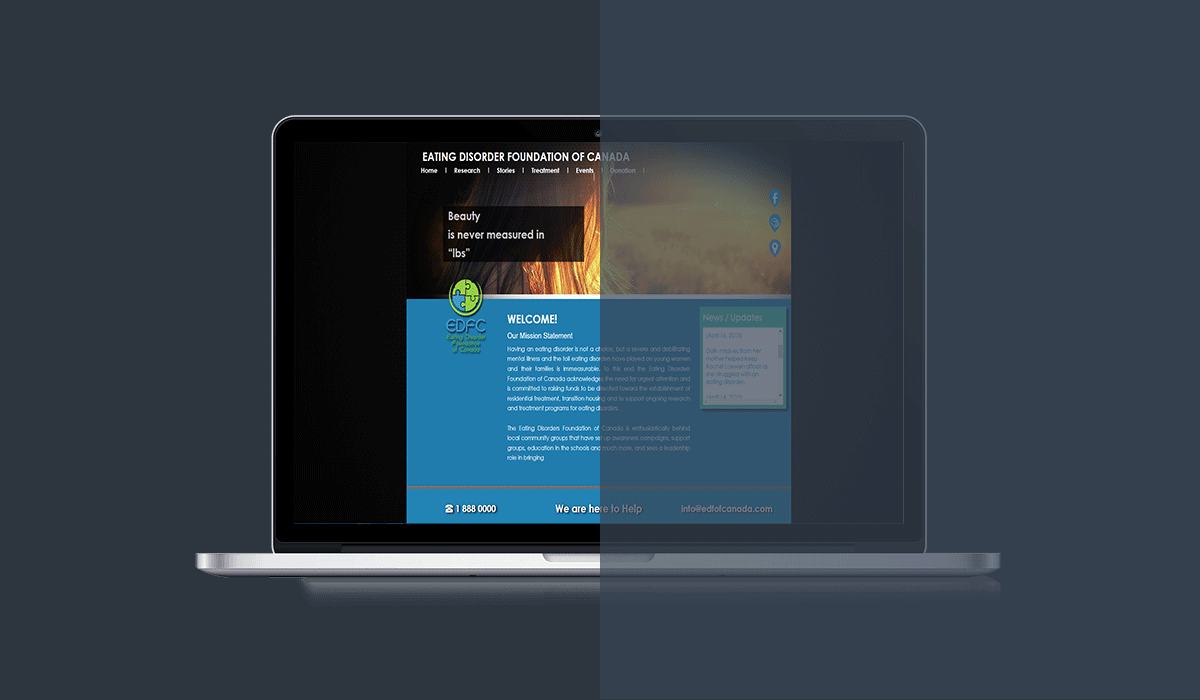 EATING DISORDER FOUNDATION OF CANADA
Home | Research | Stories | Treatment | Events | Donation |
Beauty
is never measured in
“lbs”
EDFC
Eating Disorder
Foundation
of Canada
WELCOME!
Our Mission Statement
Having an eating disorder is not a choice, but a severe and debilitating
mental illness and the toll eating disorders have played on young women
and their families is immeasurable. To this end the Eating Disorders
Foundation of Canada acknowledges the need for urgent attention and
is committed to raising funds to be directed toward the establishment of
residential treatment, transition housing and to support ongoing research
and treatment programs for eating disorders.
The Eating Disorders Foundation of Canada is enthusiastically behind
local community groups that have set up awareness campaigns, support
groups, education in the schools and much more, and sees a leadership
role in bringing
News / Updates
Rachel
she struggled with an
eating disorder.
1 888 0000
We are here to Help
info@edfofcanada.com